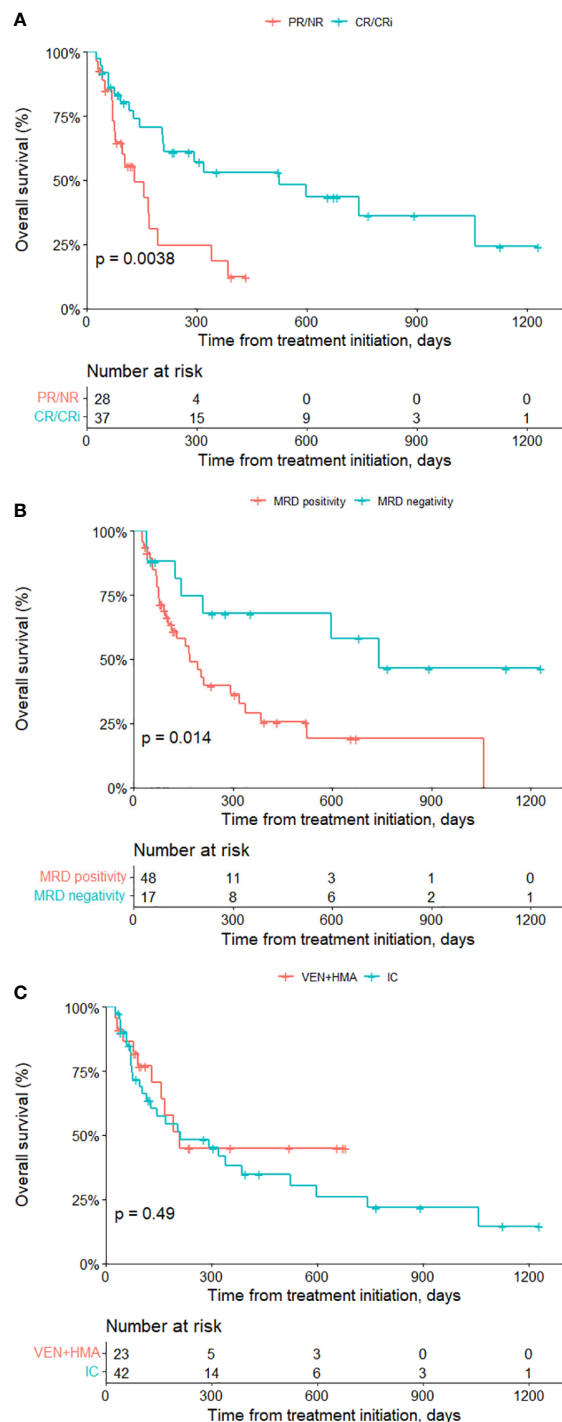 A
PR/NR CR/CRi
100%
75%
50%
25%
0%
Overall survival (%)
p = 0.0038
0 300 600 900 1200
Time from treatment initiation, days
Number at risk
PR/NR 28 4 0 0 0
CR/CRi 37 15 9 3 1
0 300 600 900 1200
Time from treatment initiation, days
B
MRD positivity MRD negativity
100%
75%
50%
25%
0%
Overall survival (%)
p = 0.014
0 300 600 900 1200
Time from treatment initiation, days
Number at risk
MRD positivity 48 11 3 1 0
MRD negativity 17 8 6 2 1
0 300 600 900 1200
Time from treatment initiation, days
C
VEN+HMA IC
100%
75%
50%
25%
0%
Overall survival (%)
p = 0.49
0 300 600 900 1200
Time from treatment initiation, days
Number at risk
VEN+HMA 23 5 3 0 0
IC 42 14 6 3 1
0 300 600 900 1200
Time from treatment initiation, days